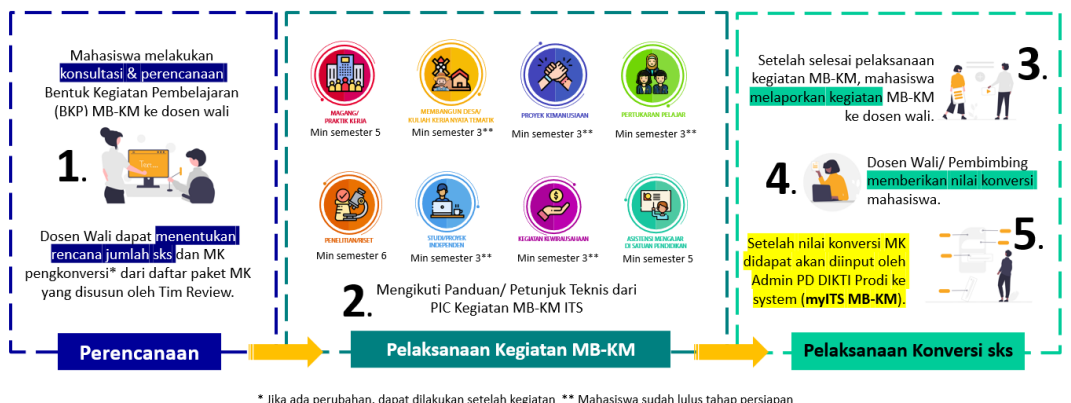 Mahasiswa melakukan
konsultasi & perencanaan
Bentuk Kegiatan Pembelajaran
(BKP) MB-KM ke dosen wali
1.
Text...
Dosen Wali dapat menentukan
rencana jumlah sks dan MK
pengkonversi* dari daftar paket MK
yang disusun oleh Tim Review.
Perencanaan
MAGANG/
PRAKTIK KERJA
Min semester 5
MEMBANGUN DESA/
KULIAH KERJA NYATA TEMATIK
Min semester 3**
PROYEK KEMANUSIAAN
Min semester 3**
PERTUKARAN PELAJAR
Min semester 3**
PENELITIAN/RISET
Min semester 6
STUDI/PROYEK
INDEPENDEN
Min semester 3**
KEGIATAN KEWIRAUSAHAAN
Min semester 3**
ASISTENSI MENGAJAR
DI SATUAN PENDIDIKAN
Min semester 5
2.
Mengikuti Panduan/ Petunjuk Teknis dari
PIC Kegiatan MB-KM ITS
Pelaksanaan Kegiatan MB-KM
Setelah selesai pelaksanaan
kegiatan MB-KM, mahasiswa
melaporkan kegiatan MB-KM
ke dosen wali.
3.
4.
Dosen Wali/ Pembimbing
memberikan nilai konversi
mahasiswa.
5.
Setelah nilai konversi MK
didapat akan diinput oleh
Admin PD DIKTI Prodi ke
system (myITS MB-KM).
Pelaksanaan Konversi sks
* Jika ada perubahan, dapat dilakukan setelah kegiatan ** Mahasiswa sudah lulus tahap persiapan